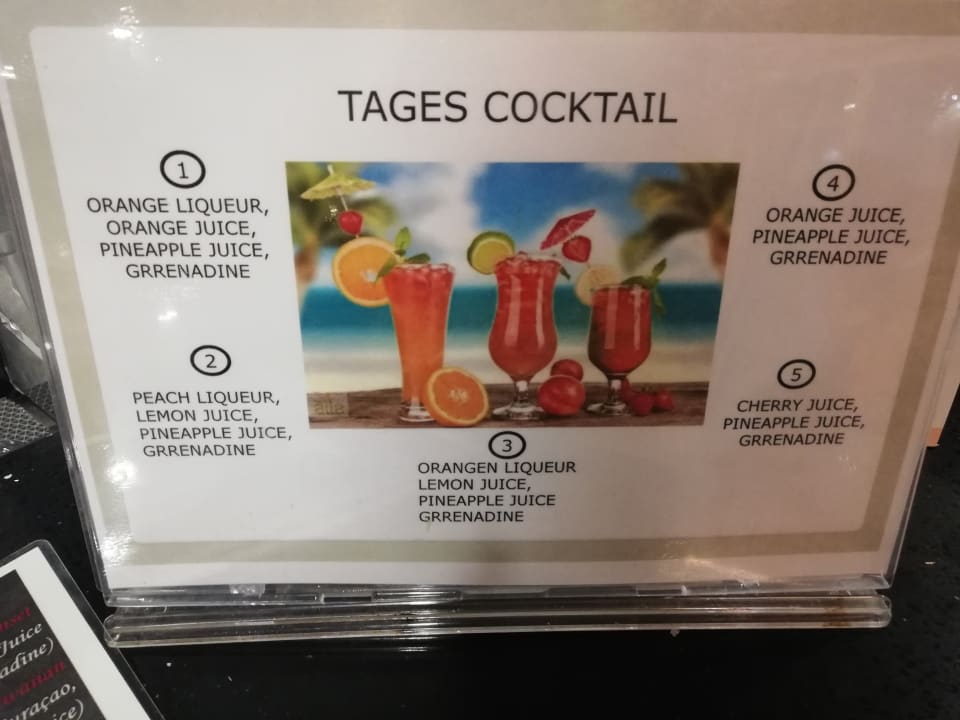 TAGES COCKTAIL
1
ORANGE LIQUEUR,
ORANGE JUICE,
PINEAPPLE JUICE,
GRRENADINE
2
PEACH LIQUEUR,
LEMON JUICE,
PINEAPPLE JUICE,
GRRENADINE
3
ORANGEN LIQUEUR
LEMON JUICE,
PINEAPPLE JUICE
GRRENADINE
4
ORANGE JUICE,
PINEAPPLE JUICE,
GRRENADINE
5
CHERRY JUICE,
PINEAPPLE JUICE,
GRRENADINE
Juice